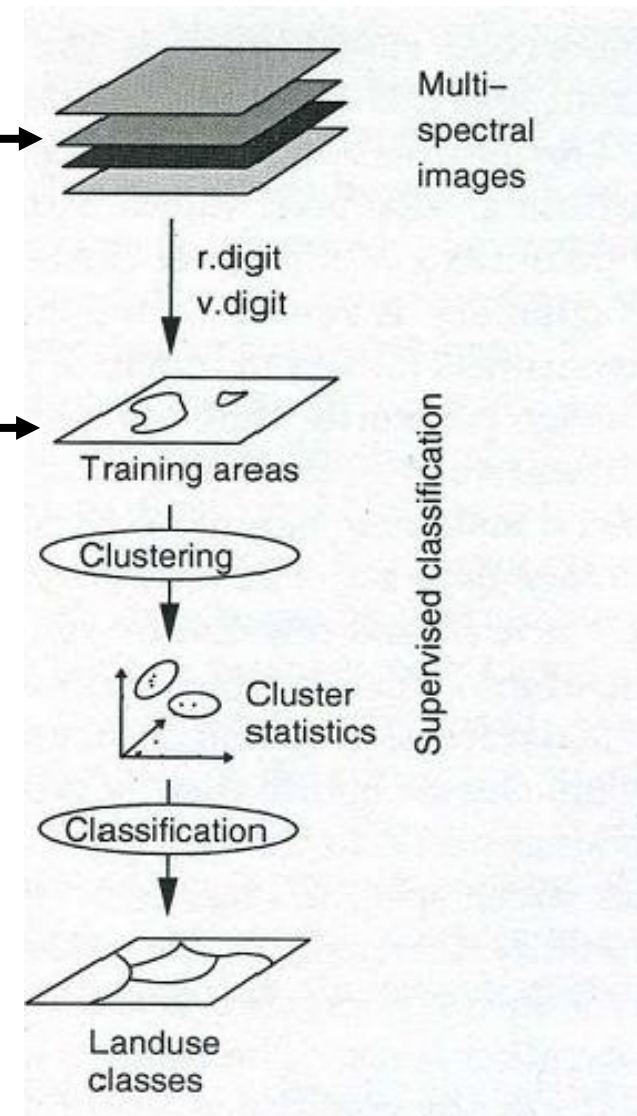 Multi–
spectral
images
r.digit
v.digit
Training areas
Supervised classification
Clustering
Cluster
statistics
Classification
Landuse
classes